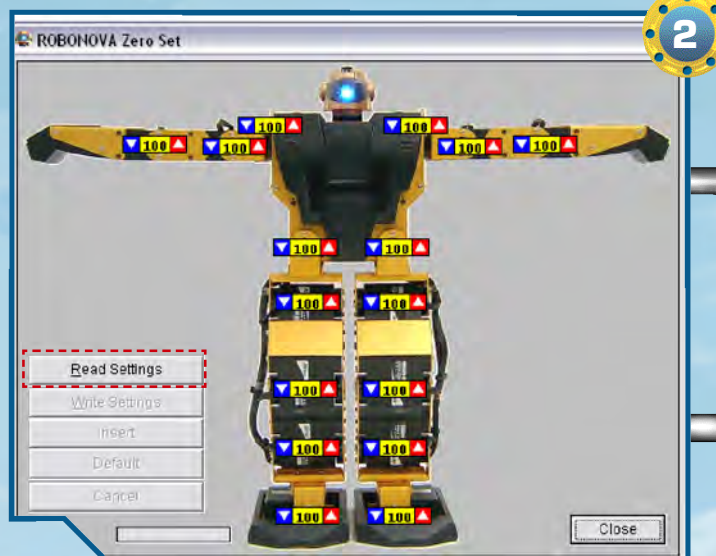 2
ROBONOVA Zero Set
100 100
100 100 100 100
100 100
100 100
100 100
100 100
100 100
Read Settings
Write Settings
Insert
Default
Cancel
Close